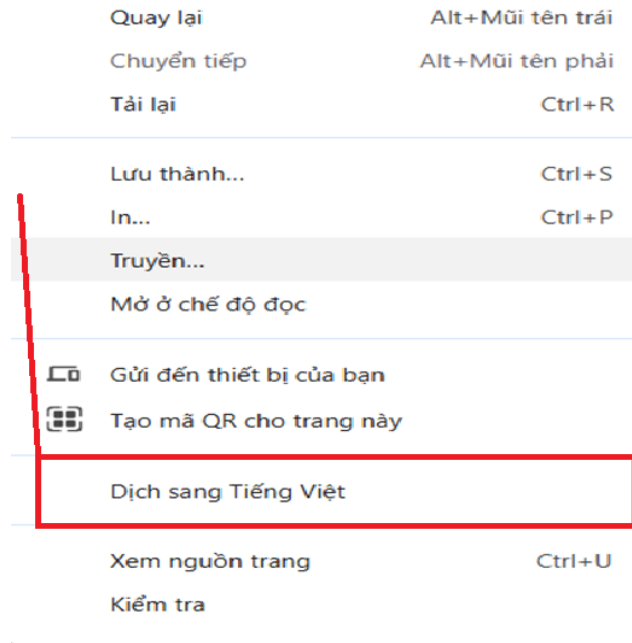 Quay lại Alt+Mũi tên trái
Chuyển tiếp Alt+Mũi tên phải
Tải lại Ctrl+R
Lưu thành... Ctrl+S
In... Ctrl+P
Truyền...
Mở ở chế độ đọc
Gửi đến thiết bị của bạn
Tạo mã QR cho trang này
Dịch sang Tiếng Việt
Xem nguồn trang Ctrl+U
Kiểm tra